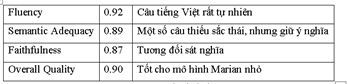 Fluency 0.92 Câu tiếng Việt rất tự nhiên
Semantic Adequacy 0.89 Một số câu thiếu sắc thái, nhưng giữ ý nghĩa
Faithfulness 0.87 Tương đối sát nghĩa
Overall Quality 0.90 Tốt cho mô hình Marian nhỏ